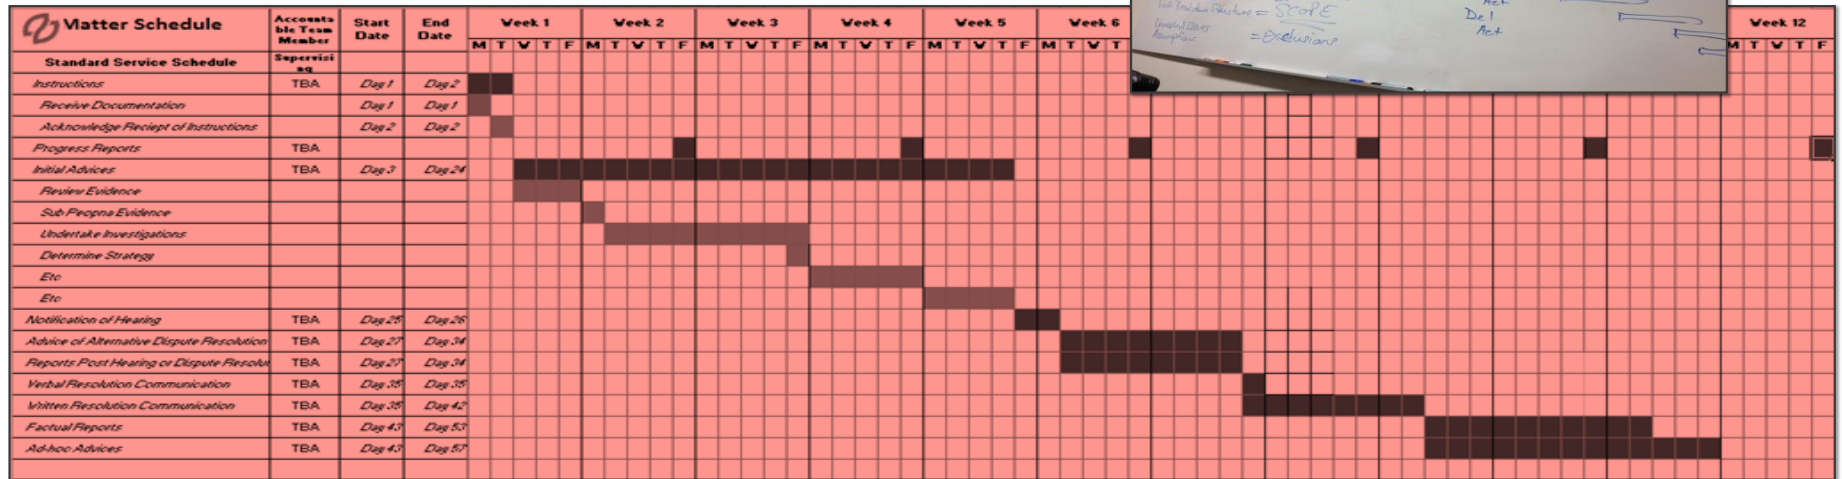 Matter Schedule
Accounta
ble Team
Member
Start
Date
End
Date
Week 1
Week 2
Week 3
Week 4
Week 5
Week 6
Week 12
M T W T F M T W T F M T W T F M T W T F M T W T F M T W T M T W T F
Standard Service Schedule
Supervisi
ng
Instructions TBA Day 1 Day 2
Receive Documentation Day 1 Day 1
Acknowledge Reciept of Instructions Day 2 Day 2
Progress Reports TBA
Initial Advices TBA Day 3 Day 24
Review Evidence
Sub Peopna Evidence
Undertake Investigations
Determine Strategy
Etc
Etc
Notification of Hearing TBA Day 25 Day 26
Advice of Alternative Dispute Resolution TBA Day 27 Day 34
Reports Post Hearing or Dispute Resolu TBA Day 27 Day 34
Verbal Resolution Communication TBA Day 35 Day 35
Written Resolution Communication TBA Day 35 Day 42
Factual Reports TBA Day 43 Day 53
Ad-hoc Advices TBA Day 43 Day 57
= SCOPE
= Exclusions
Del
Act